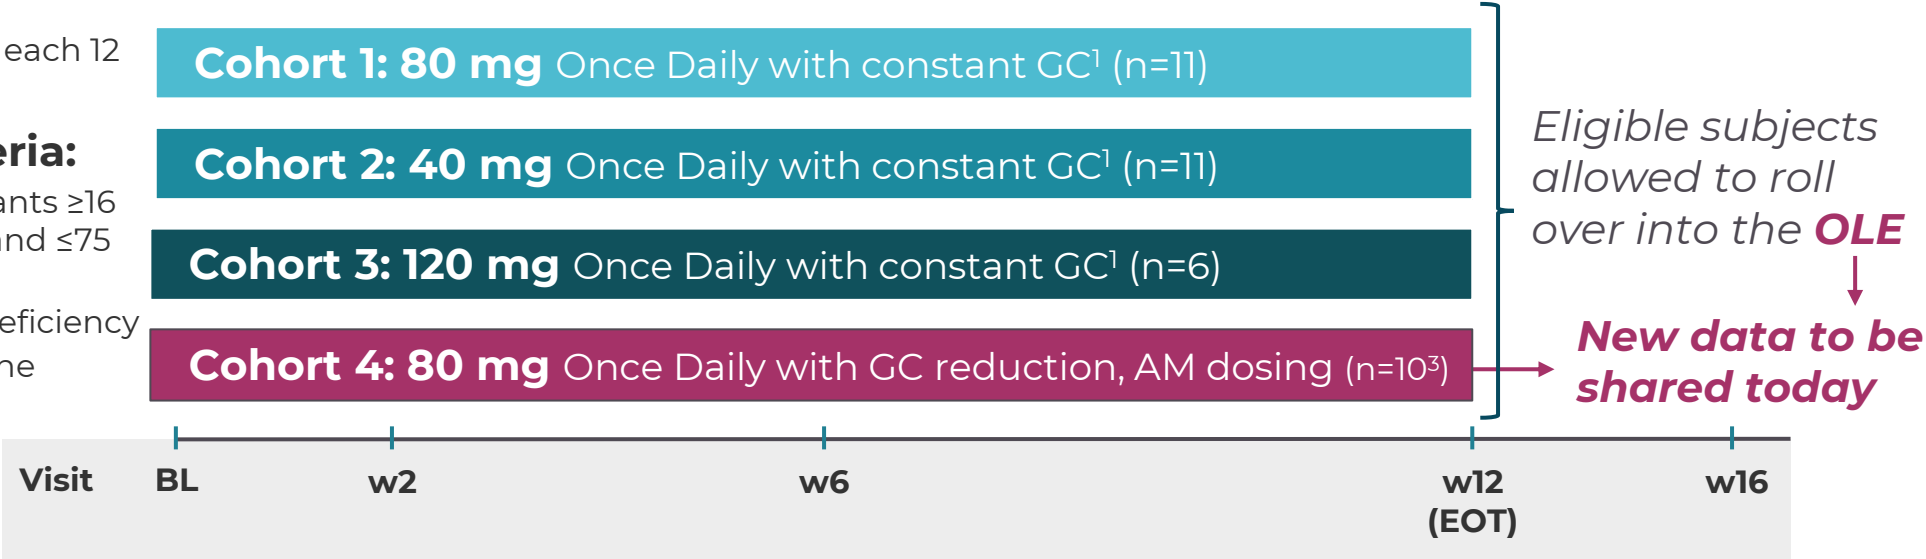 each 12
Cohort 1: 80 mg Once Daily with constant GC¹ (n=11)
Cohort 2: 40 mg Once Daily with constant GC¹ (n=11)
eria:
ants ≥16
and ≤75
Cohort 3: 120 mg Once Daily with constant GC¹ (n=6)
eficiency
Cohort 4: 80 mg Once Daily with GC reduction, AM dosing (n=10³)
Eligible subjects
allowed to roll
over into the OLE
New data to be
shared today
Visit BL w2 w6 w12 w16
(EOT)